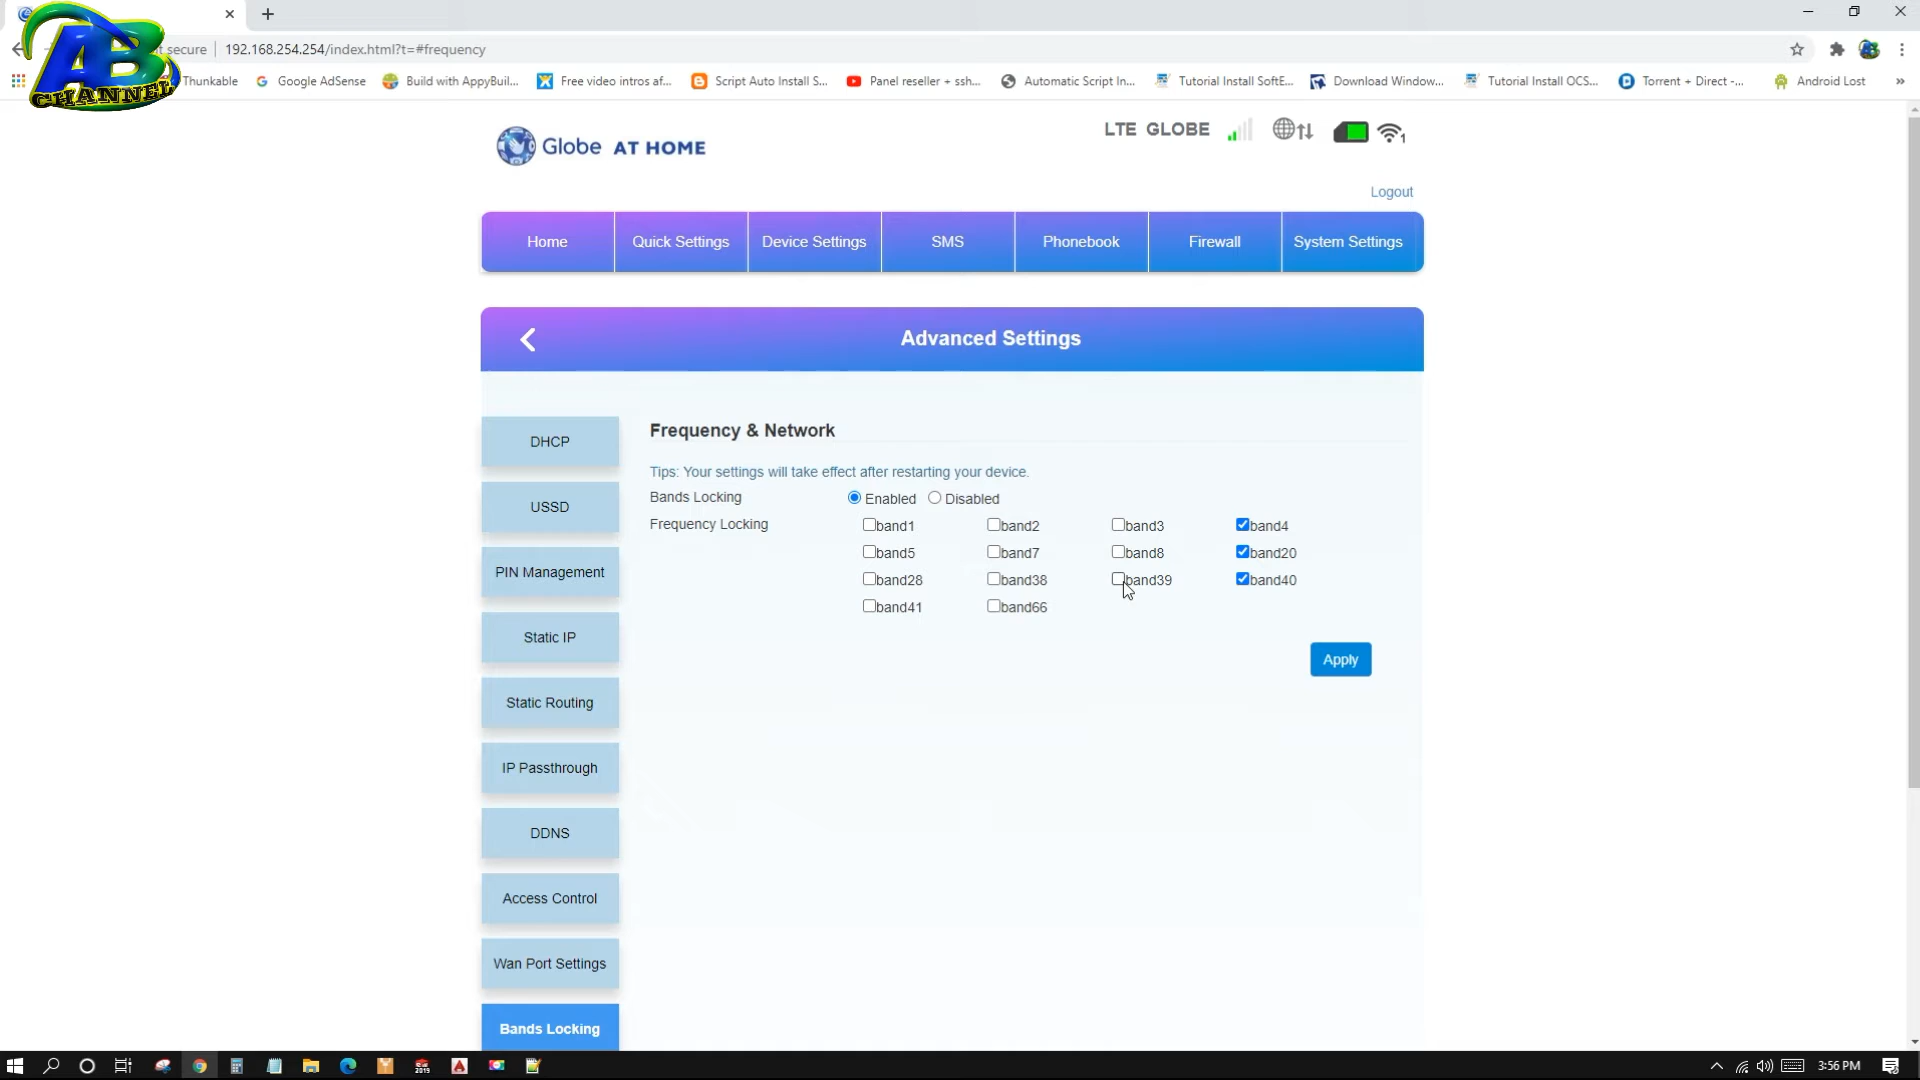 AB
CHANNEL
t secure
192.168.254.254/index.html?t=#frequency
Thunkable
Google AdSense
Build with AppyBuil...
Free video intros af...
Script Auto Install S...
Panel reseller + ssh...
Automatic Script In...
Tutorial Install SoftE...
Download Window...
Tutorial Install OCS...
Torrent + Direct -...
Android Lost
»
Globe AT HOME
LTE GLOBE
1
Logout
Home
Quick Settings
Device Settings
SMS
Phonebook
Firewall
System Settings
Advanced Settings
DHCP
USSD
PIN Management
Static IP
Static Routing
IP Passthrough
DDNS
Access Control
Wan Port Settings
Bands Locking
Frequency & Network
Tips: Your settings will take effect after restarting your device.
Bands Locking Enabled Disabled
Frequency Locking band1 band2 band3 band4
band5 band7 band8 band20
band28 band38 band39 band40
band41 band66
Apply
2019
3:56 PM